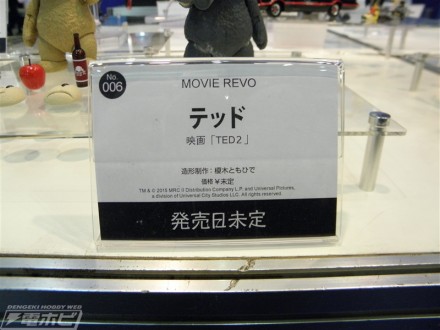 No
006
MOVIE REVO
テッド
映画「TED2」
造形制作：榎木ともひで
価格 ¥未定
TM & © 2015 MRC II Distribution Company L.P. and Universal Pictures,
a division of Universal City Studios LLC. All rights reserved.
発売日未定
DENGEKI HOBBY WEB
電撃ホビー